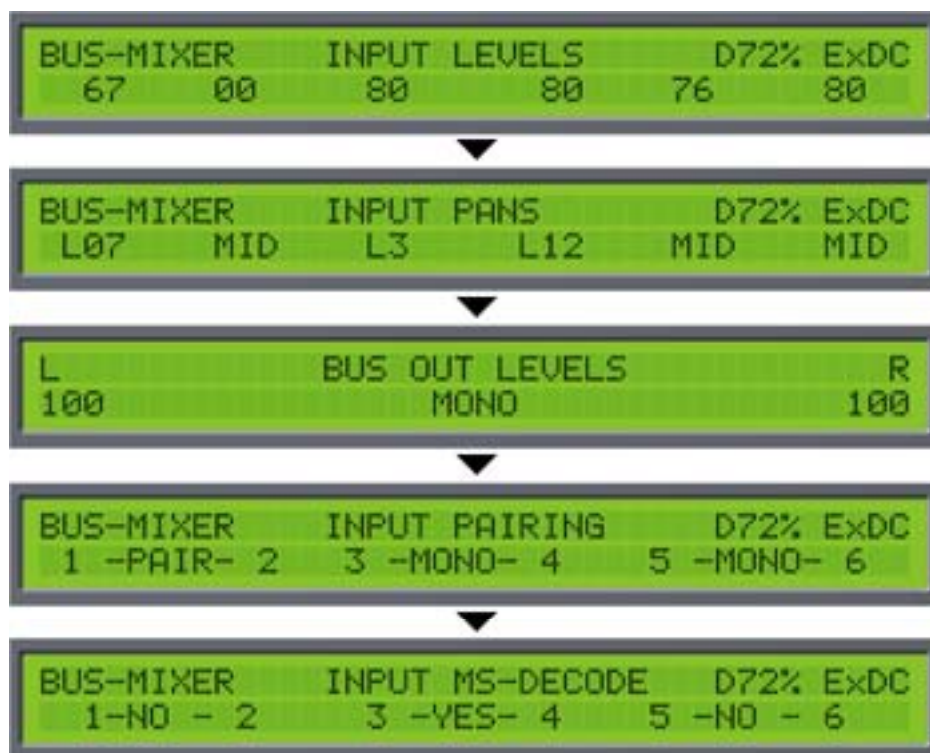 BUS-MIXER INPUT LEVELS D72% ExDC
67 00 80 80 76 80
BUS-MIXER INPUT PANS D72% ExDC
L07 MID L3 L12 MID MID
L BUS OUT LEVELS R
100 MONO 100
BUS-MIXER INPUT PAIRING D72% ExDC
1 -PAIR- 2 3 -MONO- 4 5 -MONO- 6
BUS-MIXER INPUT MS-DECODE D72% ExDC
1-NO - 2 3 -YES- 4 5 -NO - 6